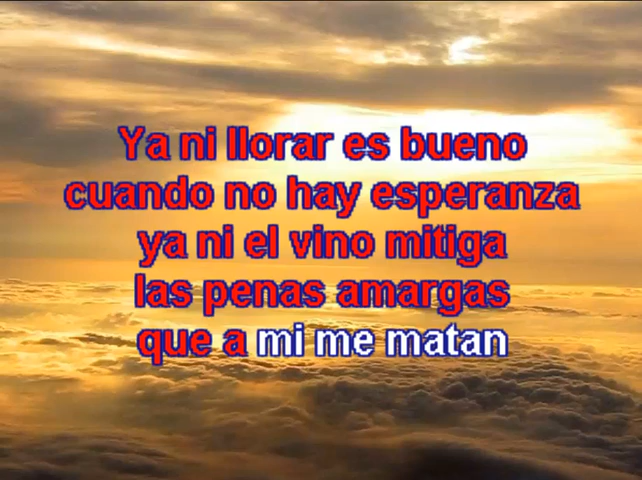 Ya ni llorar es bueno
cuando no hay esperanza
ya ni el vino mitiga
las penas amargas
que a mi me matan